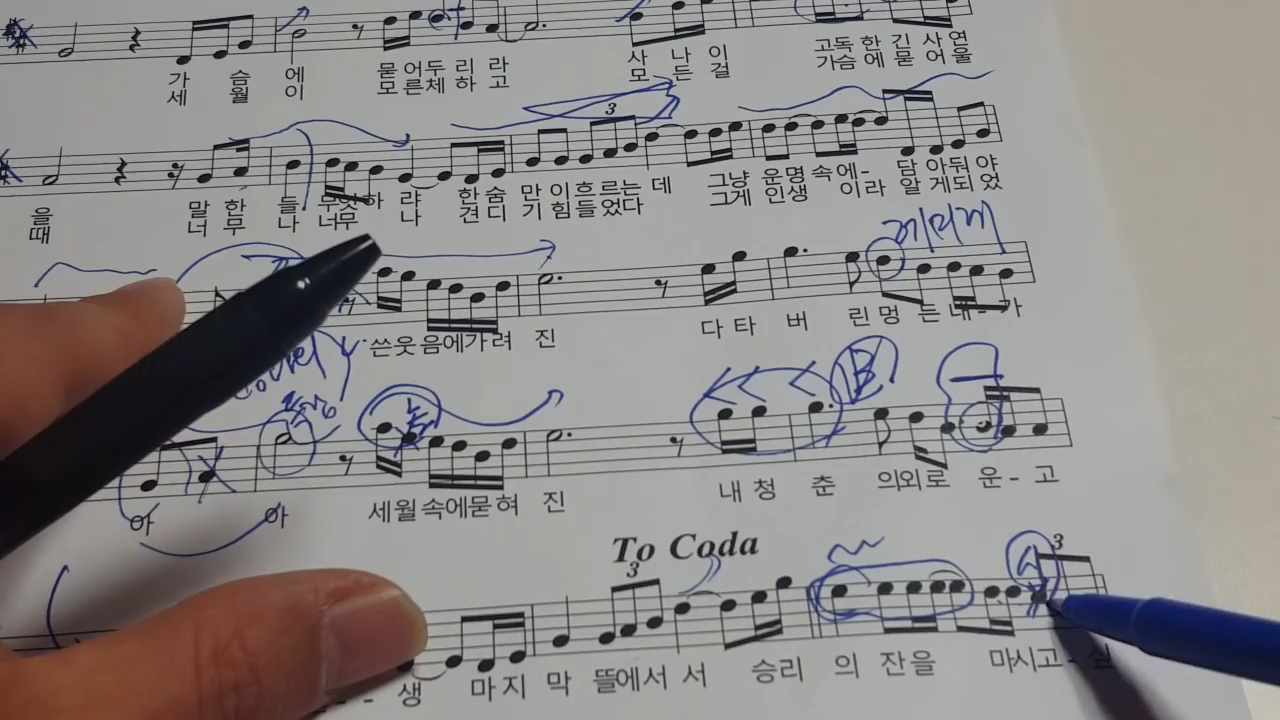 가 슴 에 묻 어두 리 라 사 나 이 고독 한 긴 사 연
세 월 이 모 른체 하 고 모 든 걸 가슴 에 묻 어 울
3
을 말 한 들 무엇 하 랴 한 숨 만 이 흐르는 데 그냥 운명 속 에- 담 아둬 야
때 너 무 나 너무 나 견 디 기 힘 들 었다 그게 인생 이 라 알 게 되 었
쓴웃 음에가 려 진 다 타 버 린 멍 든 내 - 가
B
아 아 세월 속에묻 혀 진 내 청 춘 의외로 운 - 고
To Coda
3 3
- 생 마 지 막 뜰에서 서 승리 의 잔을 마시고-